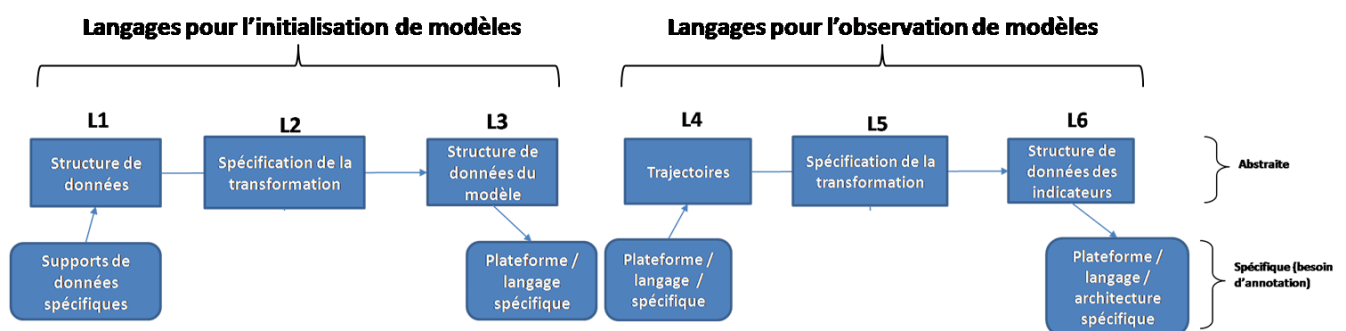 Langages pour l'initialisation de modèles
Langages pour l'observation de modèles
L1
L2
L3
L4
L5
L6
Structure de
données
Spécification de la
transformation
Structure de
données du
modèle
Trajectoires
Spécification de la
transformation
Structure de
données des
indicateurs
Abstraite
Supports de
données
spécifiques
Plateforme /
langage
spécifique
Plateforme /
langage /
spécifique
Plateforme /
langage /
architecture
spécifique
Spécifique (besoin
d'annotation)